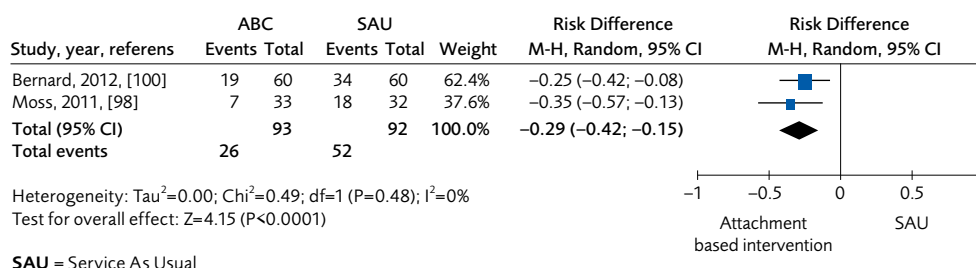 ABC SAU Risk Difference Risk Difference
Study, year, referens Events Total Events Total Weight M-H, Random, 95% CI M-H, Random, 95% CI
Bernard, 2012, [100] 19 60 34 60 62.4% −0.25 (−0.42; −0.08)
Moss, 2011, [98] 7 33 18 32 37.6% −0.35 (−0.57; −0.13)
Total (95% CI) 93 92 100.0% −0.29 (−0.42; −0.15)
Total events 26 52
Heterogeneity: Tau²=0.00; Chi²=0.49; df=1 (P=0.48); I²=0%
Test for overall effect: Z=4.15 (P<0.0001)
−1 −0.5 0 0.5
Attachment SAU
based intervention
SAU = Service As Usual